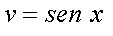 v = sen x